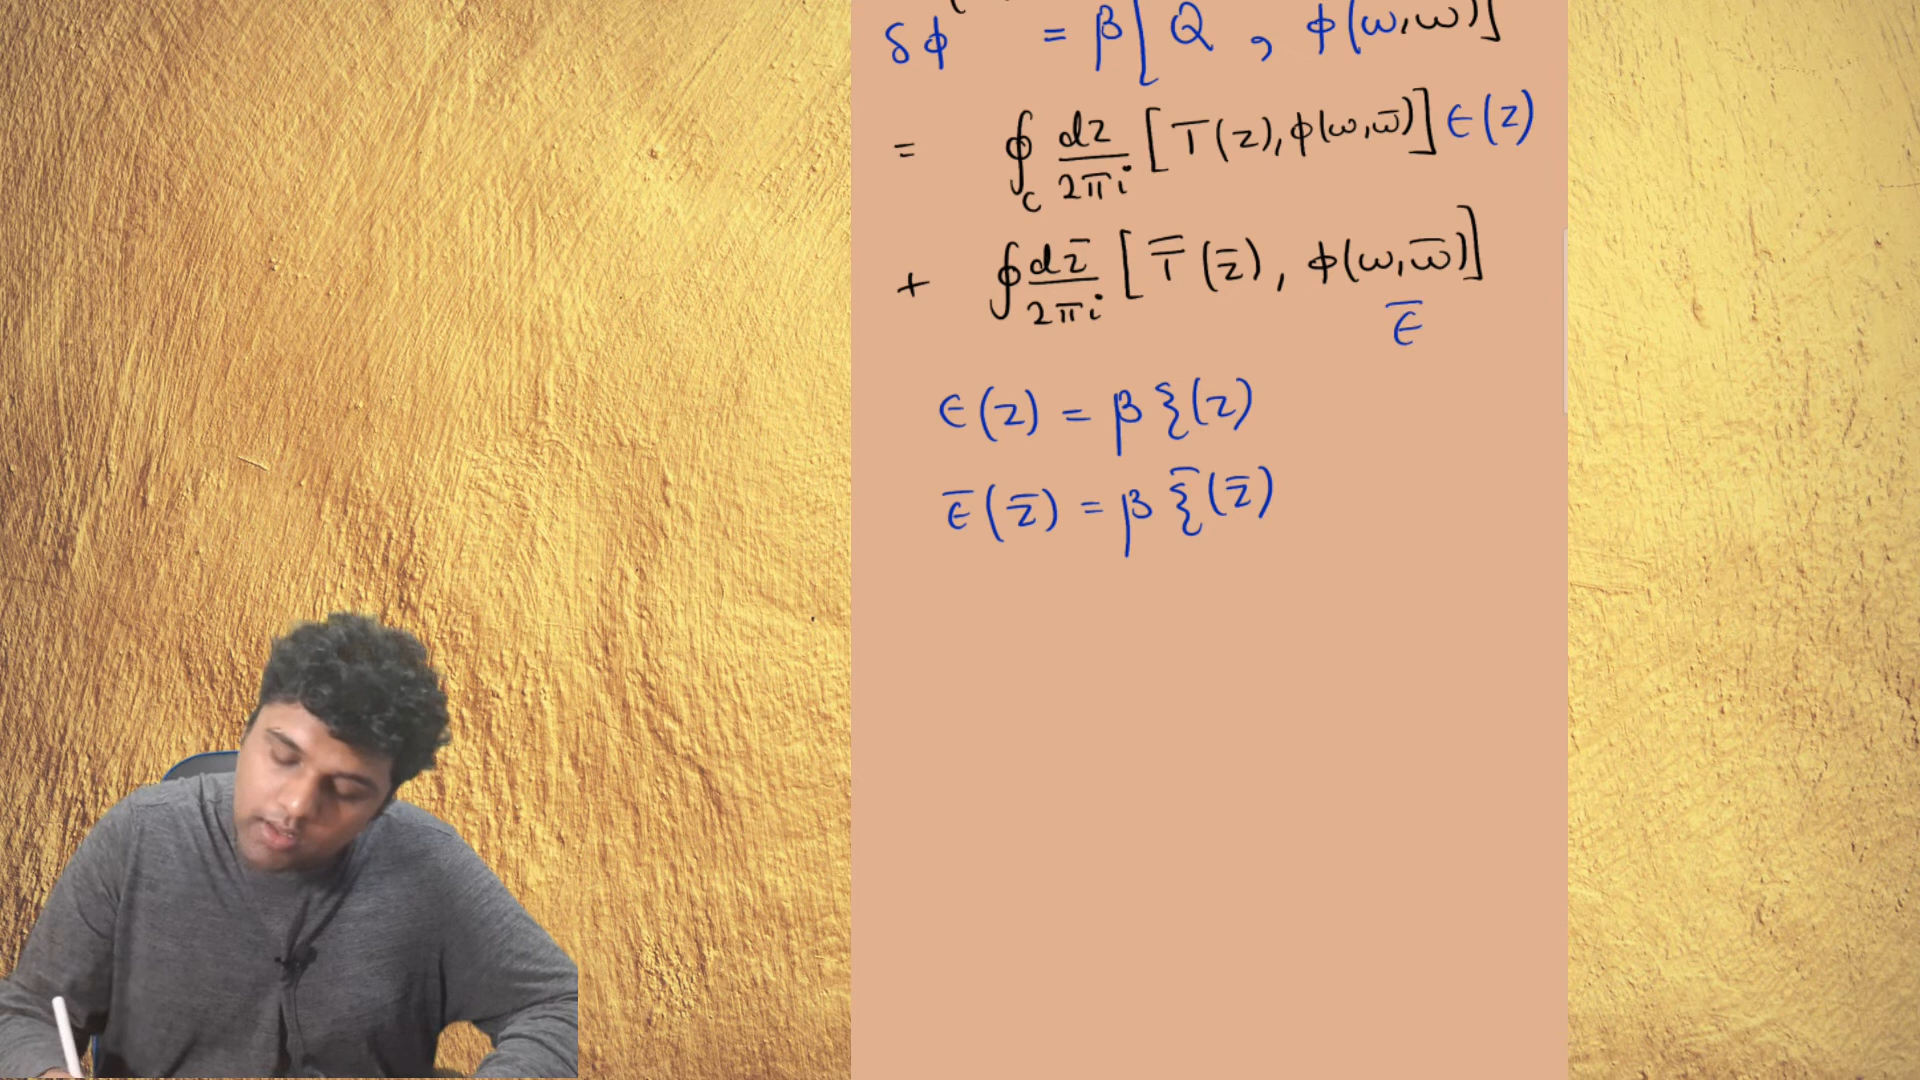 δϕ = β[Q, ϕ(ω,ω)]
= ∮_C dz/2πi [T(z), ϕ(ω,ω̄)] ϵ(z)
+ ∮ dz̄/2πi [T̄(z̄), ϕ(ω,ω̄)]
ϵ̄
ϵ(z) = β ξ(z)
ϵ̄(z̄) = β ξ̄(z̄)